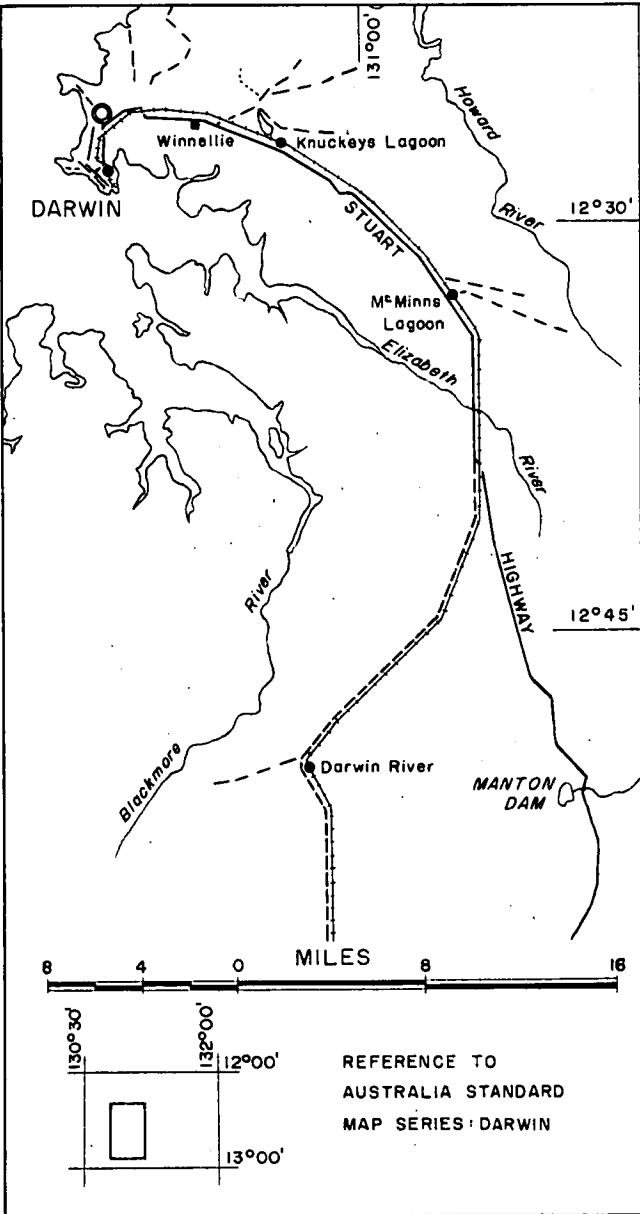 131°00'
Howard
River
Winnellie
Knuckeys Lagoon
DARWIN
12°30'
STUART
McMinns
Lagoon
Elizabeth
River
HIGHWAY
12°45'
River
Blackmore
Darwin River
MANTON
DAM
MILES
8 4 0 8 16
130°30'
132°00'
12°00'
13°00'
REFERENCE TO
AUSTRALIA STANDARD
MAP SERIES: DARWIN